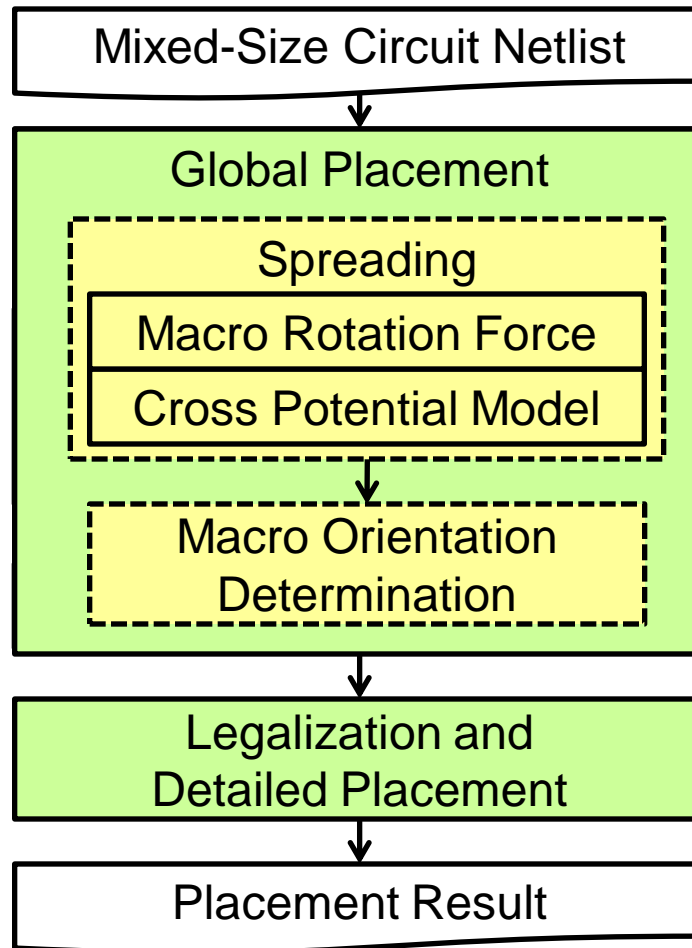 Mixed-Size Circuit Netlist
Global Placement
Spreading
Macro Rotation Force
Cross Potential Model
Macro Orientation
Determination
Legalization and
Detailed Placement
Placement Result